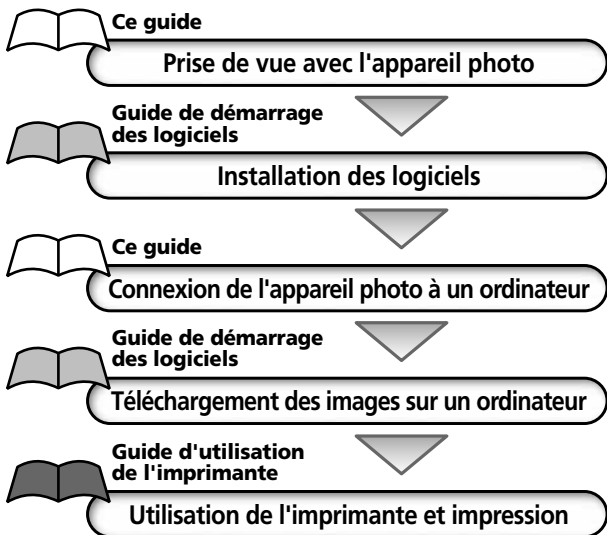 Ce guide
Prise de vue avec l'appareil photo
Guide de démarrage
des logiciels
Installation des logiciels
Ce guide
Connexion de l'appareil photo à un ordinateur
Guide de démarrage
des logiciels
Téléchargement des images sur un ordinateur
Guide d'utilisation
de l'imprimante
Utilisation de l'imprimante et impression